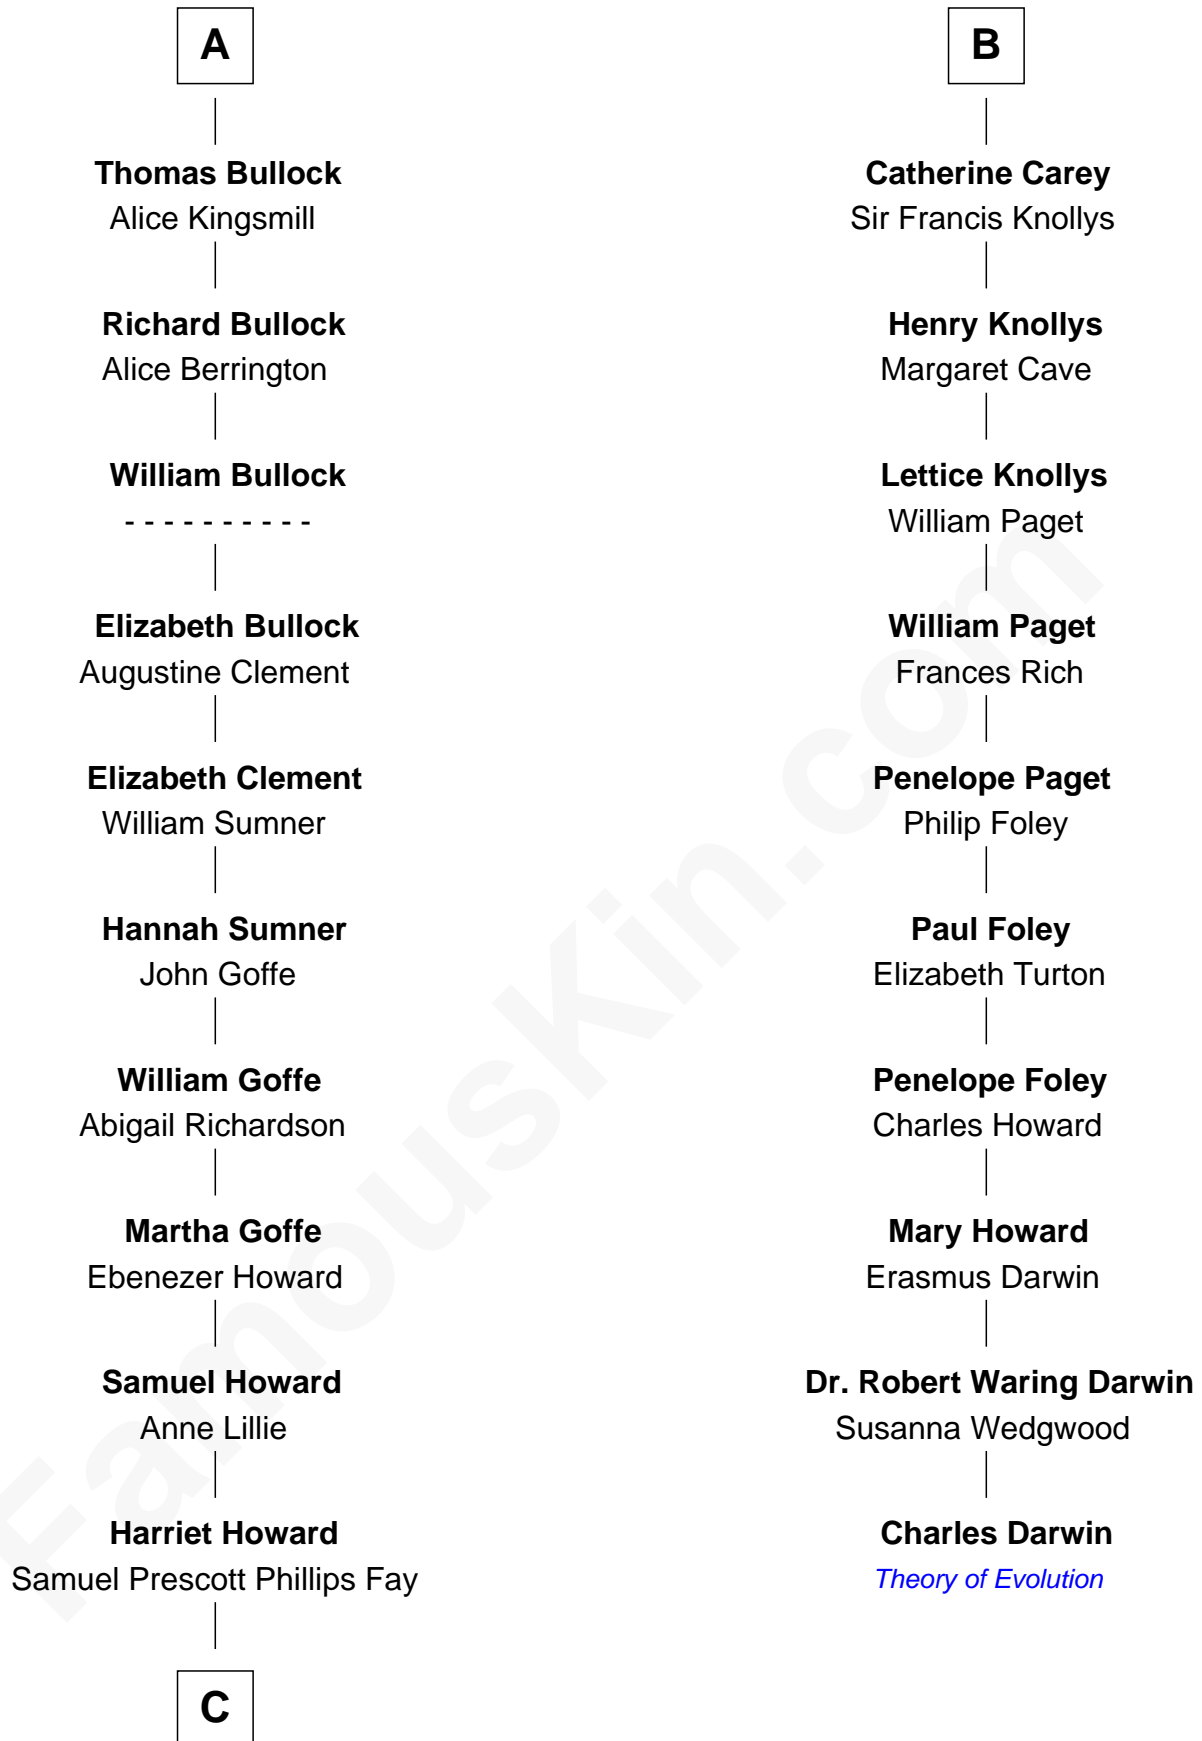 A
Thomas Bullock
Alice Kingsmill
Richard Bullock
Alice Berrington
William Bullock
- - - - - - - - - -
Elizabeth Bullock
Augustine Clement
Elizabeth Clement
William Sumner
Hannah Sumner
John Goffe
William Goffe
Abigail Richardson
Martha Goffe
Ebenezer Howard
Samuel Howard
Anne Lillie
Harriet Howard
Samuel Prescott Phillips Fay
C
B
Catherine Carey
Sir Francis Knollys
Henry Knollys
Margaret Cave
Lettice Knollys
William Paget
William Paget
Frances Rich
Penelope Paget
Philip Foley
Paul Foley
Elizabeth Turton
Penelope Foley
Charles Howard
Mary Howard
Erasmus Darwin
Dr. Robert Waring Darwin
Susanna Wedgwood
Charles Darwin
Theory of Evolution
FamousKin.com